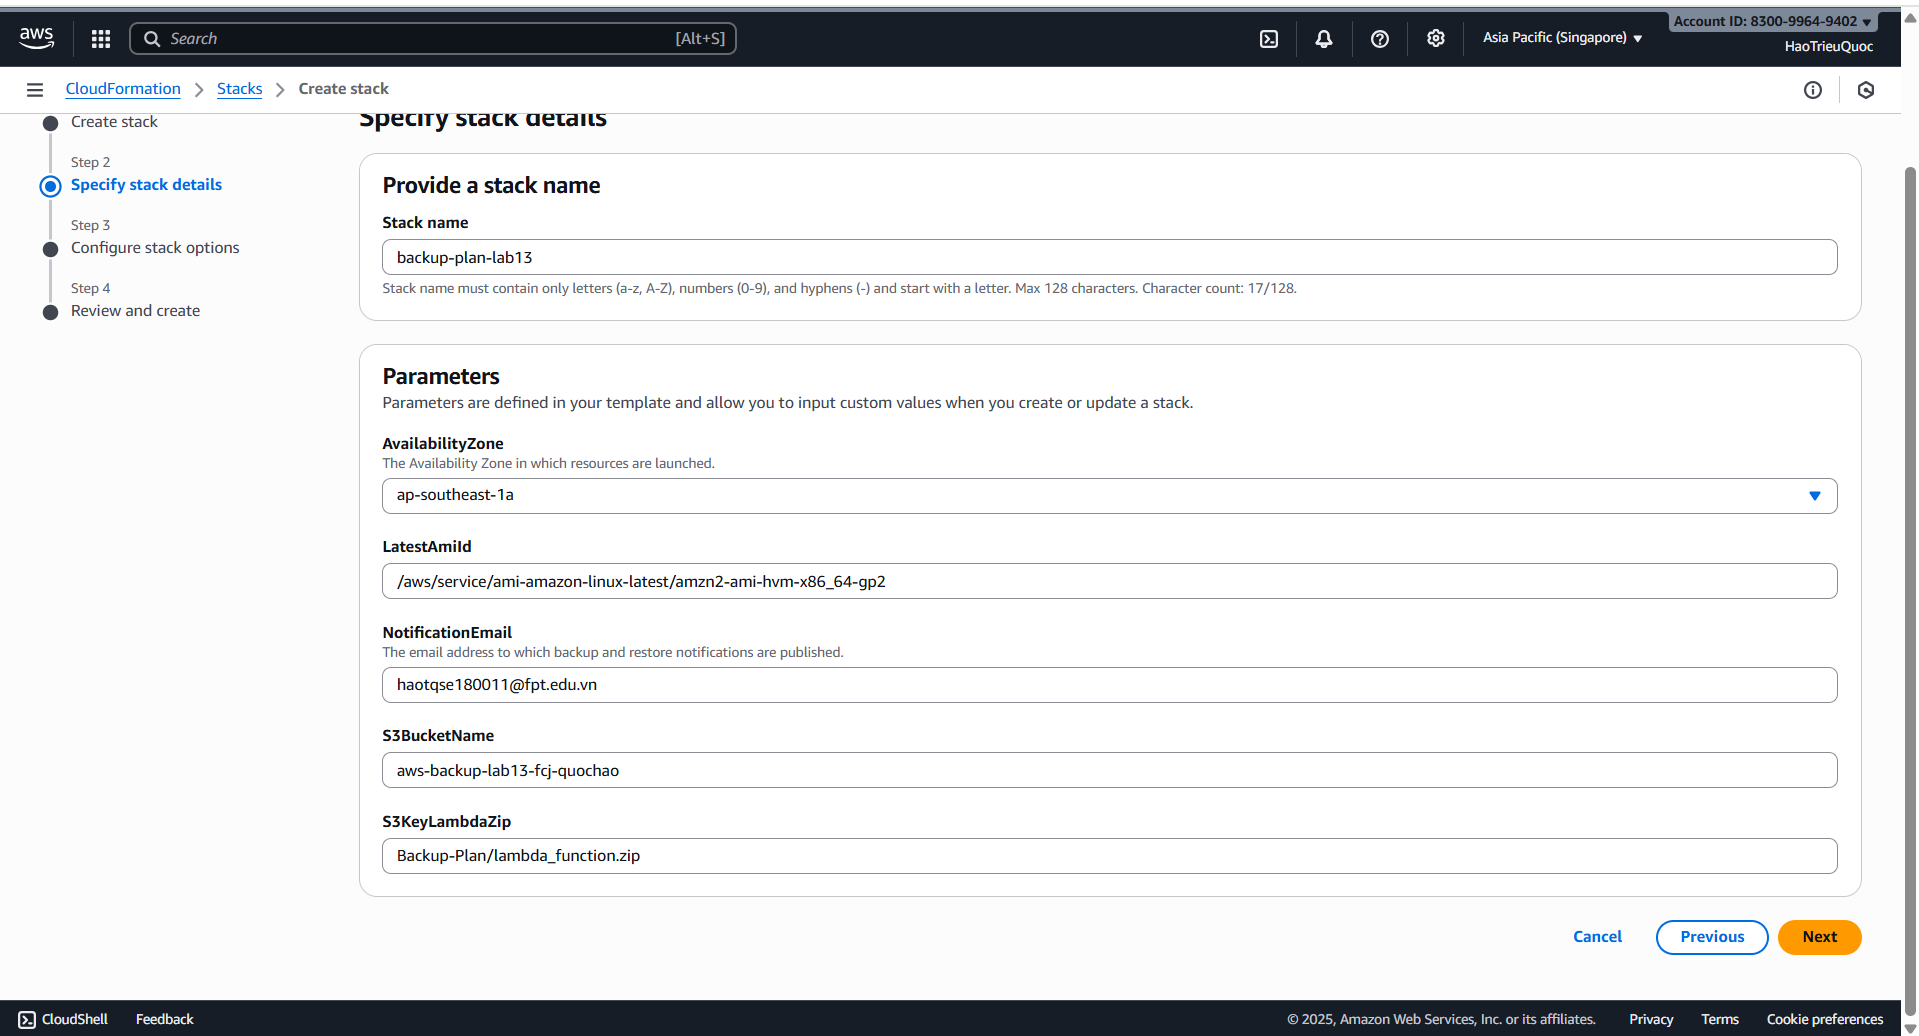 aws
Search
[Alt+S]
Asia Pacific (Singapore)
Account ID: 8300-9964-9402
HaoTrieuQuoc
CloudFormation
Stacks
Create stack
Create stack
Step 2
Specify stack details
Step 3
Configure stack options
Step 4
Review and create
Specify stack details
Provide a stack name
Stack name
backup-plan-lab13
Stack name must contain only letters (a-z, A-Z), numbers (0-9), and hyphens (-) and start with a letter. Max 128 characters. Character count: 17/128.
Parameters
Parameters are defined in your template and allow you to input custom values when you create or update a stack.
AvailabilityZone
The Availability Zone in which resources are launched.
ap-southeast-1a
LatestAmiId
/aws/service/ami-amazon-linux-latest/amzn2-ami-hvm-x86_64-gp2
NotificationEmail
The email address to which backup and restore notifications are published.
haotqse180011@fpt.edu.vn
S3BucketName
aws-backup-lab13-fcj-quochao
S3KeyLambdaZip
Backup-Plan/lambda_function.zip
Cancel
Previous
Next
CloudShell
Feedback
© 2025, Amazon Web Services, Inc. or its affiliates.
Privacy
Terms
Cookie preferences